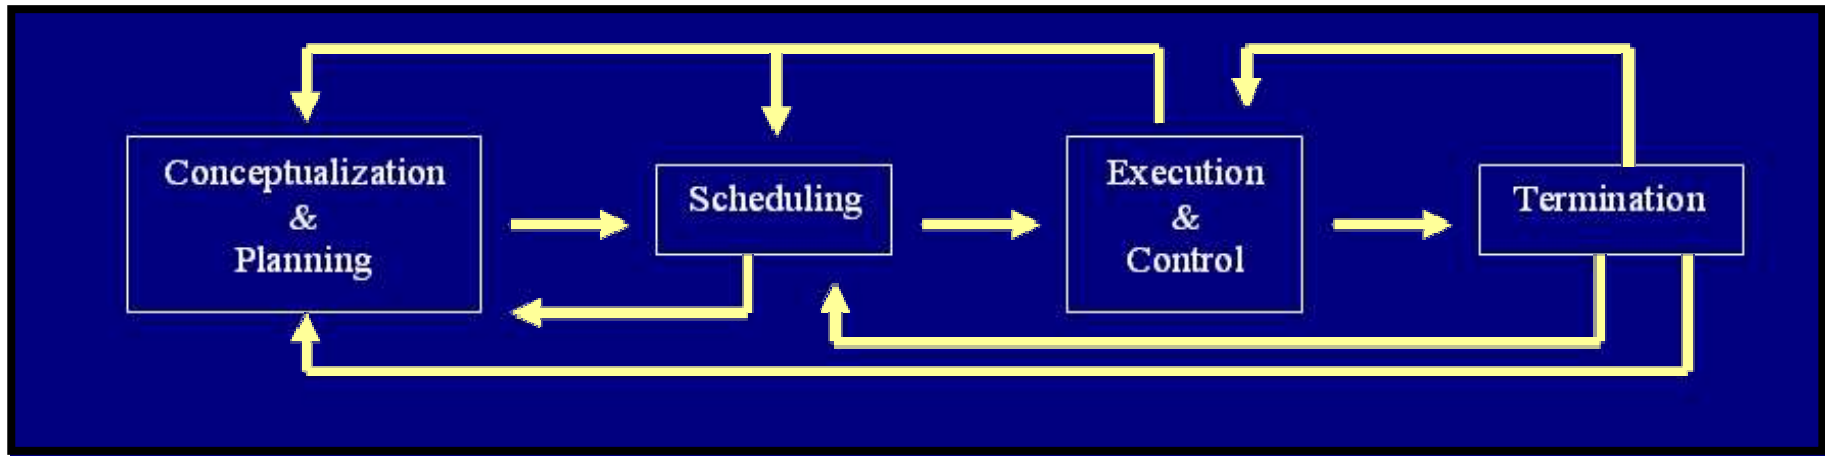 Conceptualization
&
Planning
Scheduling
Execution
&
Control
Termination